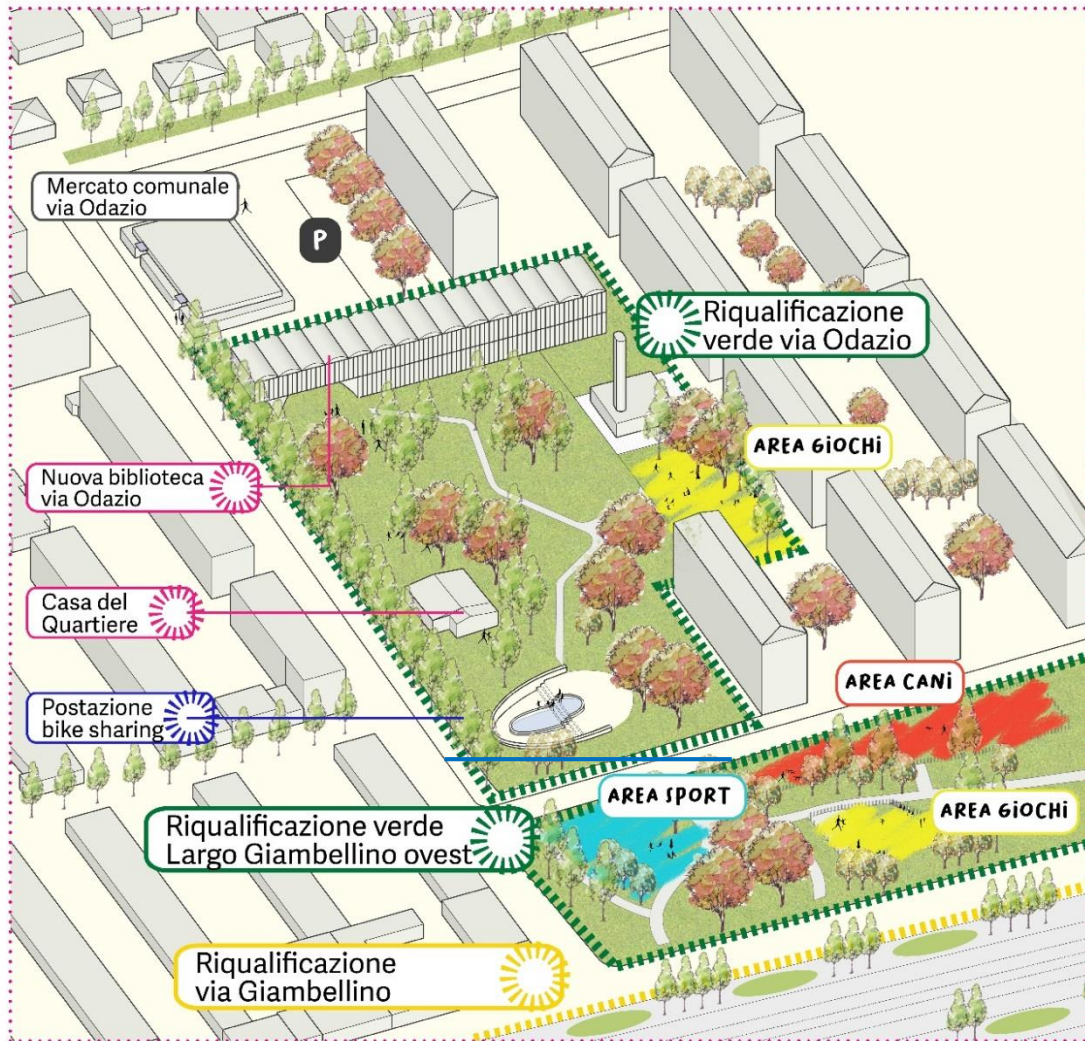 Mercato comunale
via Odazio
P
Riqualificazione
verde via Odazio
AREA GiOCHi
Nuova biblioteca
via Odazio
Casa del
Quartiere
AREA CANi
Postazione
bike sharing
AREA SPORT
AREA GiOCHi
Riqualificazione verde
Largo Giambellino ovest
Riqualificazione
via Giambellino